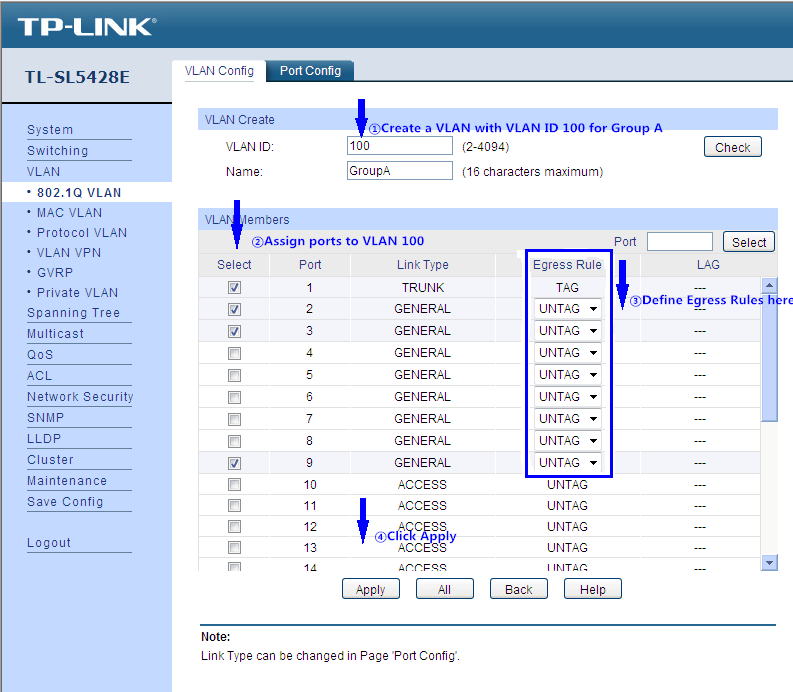 TP-LINK®
TL-SL5428E
VLAN Config
Port Config
System
Switching
VLAN
• 802.1Q VLAN
• MAC VLAN
• Protocol VLAN
• VLAN VPN
• GVRP
• Private VLAN
Spanning Tree
Multicast
QoS
ACL
Network Security
SNMP
LLDP
Cluster
Maintenance
Save Config
Logout
VLAN Create
①Create a VLAN with VLAN ID 100 for Group A
VLAN ID: 100 (2-4094) Check
Name: GroupA (16 characters maximum)
VLAN Members
②Assign ports to VLAN 100
Port Select
Select Port Link Type Egress Rule LAG
1 TRUNK TAG ---
③Define Egress Rules here
2 GENERAL UNTAG ---
3 GENERAL UNTAG ---
4 GENERAL UNTAG ---
5 GENERAL UNTAG ---
6 GENERAL UNTAG ---
7 GENERAL UNTAG ---
8 GENERAL UNTAG ---
9 GENERAL UNTAG ---
10 ACCESS UNTAG ---
11 ACCESS UNTAG ---
12 ACCESS UNTAG ---
④Click Apply
13 ACCESS UNTAG ---
14 ACCESS UNTAG ---
Apply All Back Help
Note:
Link Type can be changed in Page 'Port Config'.